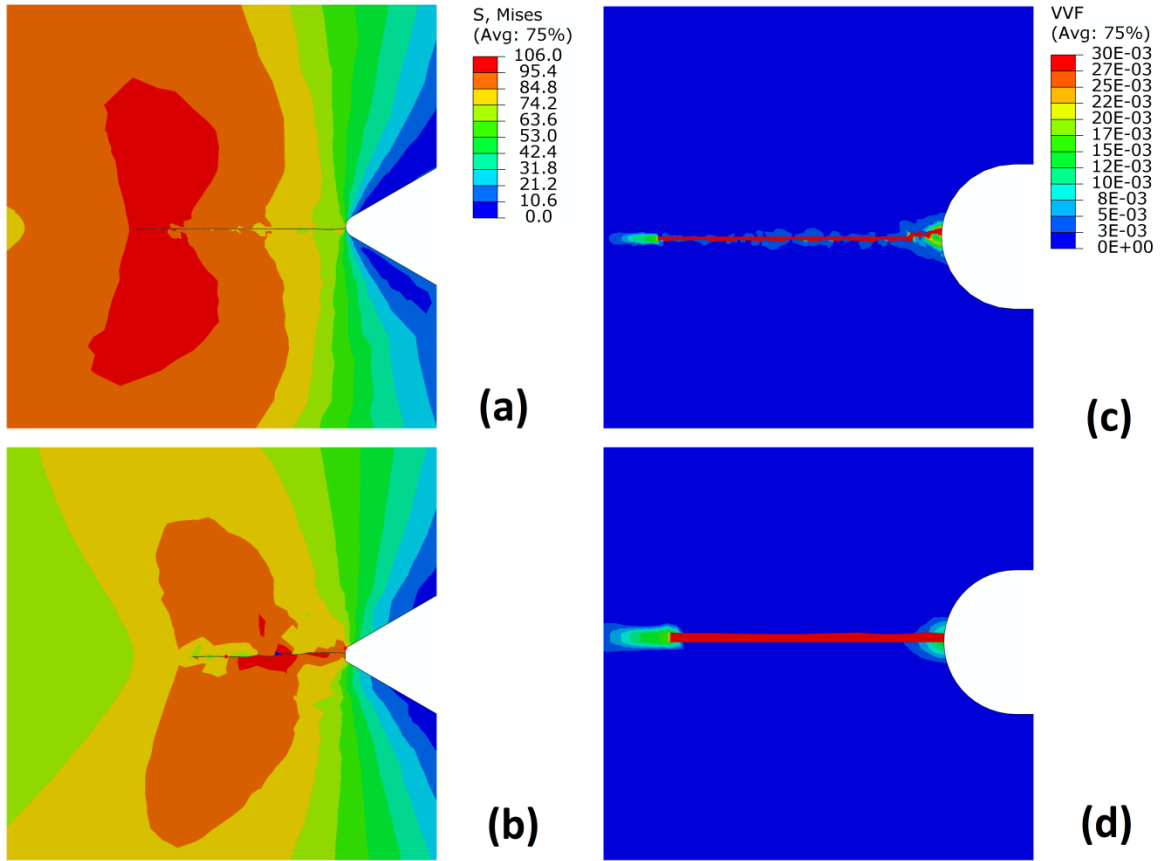 S, Mises
(Avg: 75%)
106.0
95.4
84.8
74.2
63.6
53.0
42.4
31.8
21.2
10.6
0.0
(a)
VVF
(Avg: 75%)
30E-03
27E-03
25E-03
22E-03
20E-03
17E-03
15E-03
12E-03
10E-03
8E-03
5E-03
3E-03
0E+00
(c)
(b)
(d)